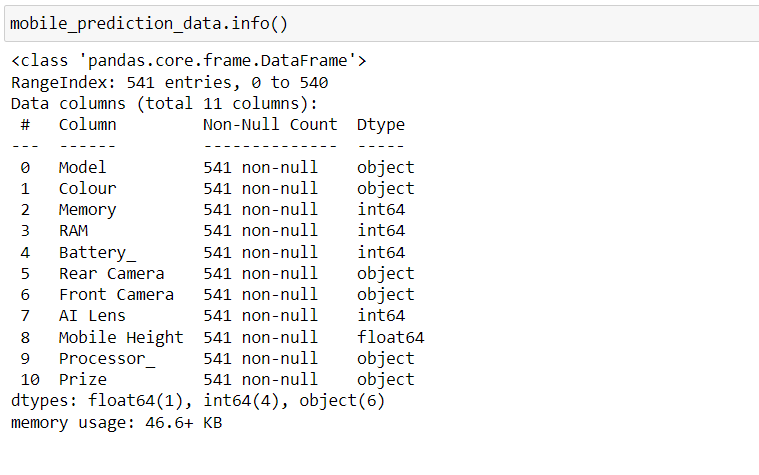 mobile_prediction_data.info()
<class 'pandas.core.frame.DataFrame'>
RangeIndex: 541 entries, 0 to 540
Data columns (total 11 columns):
 #   Column         Non-Null Count  Dtype
---  ------         --------------  -----
 0   Model          541 non-null    object
 1   Colour         541 non-null    object
 2   Memory         541 non-null    int64
 3   RAM            541 non-null    int64
 4   Battery_       541 non-null    int64
 5   Rear Camera    541 non-null    object
 6   Front Camera   541 non-null    object
 7   AI Lens        541 non-null    int64
 8   Mobile Height  541 non-null    float64
 9   Processor_     541 non-null    object
 10  Prize          541 non-null    object
dtypes: float64(1), int64(4), object(6)
memory usage: 46.6+ KB